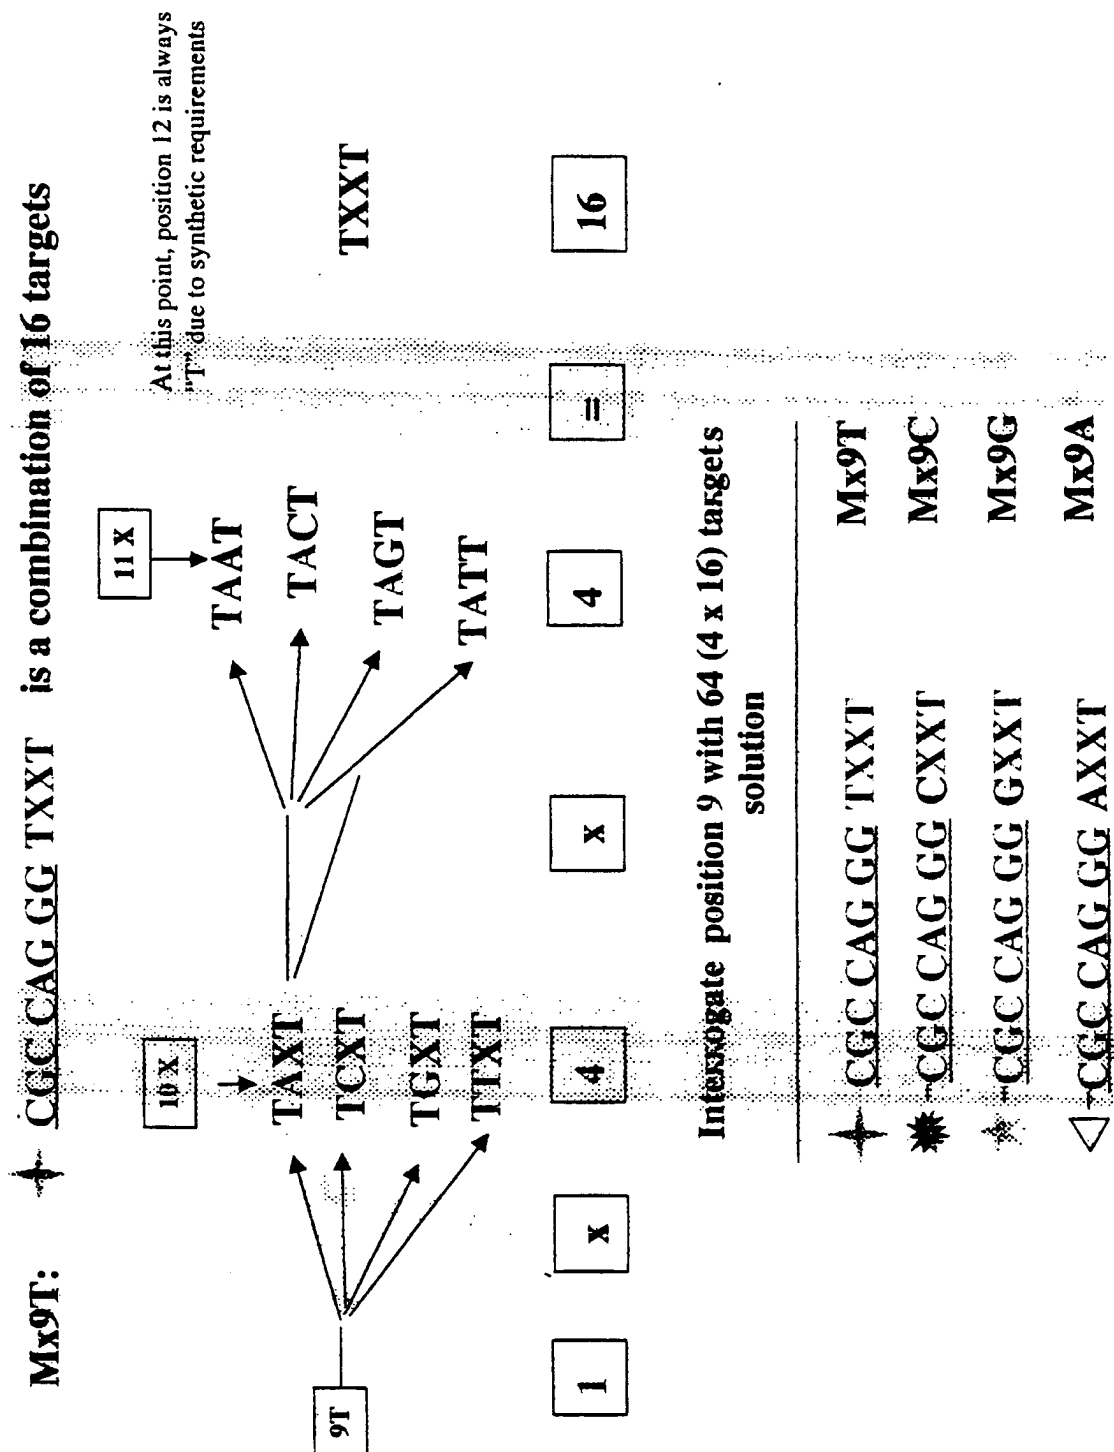 Mx9T: CGC CAG GG TXXT is a combination of 16 targets
At this point, position 12 is always
"T" due to synthetic requirements
10 X
11 X
9T
TAXT
TCXT
TGXT
TTXT
TAAT
TACT
TAGT
TATT
TXXT
1 x 4 x 4 = 16
Interrogate position 9 with 64 (4 x 16) targets
solution
CGC CAG GG TXXT Mx9T
CGC CAG GG CXXT Mx9C
CGC CAG GG GXXT Mx9G
CGC CAG GG AXXT Mx9A